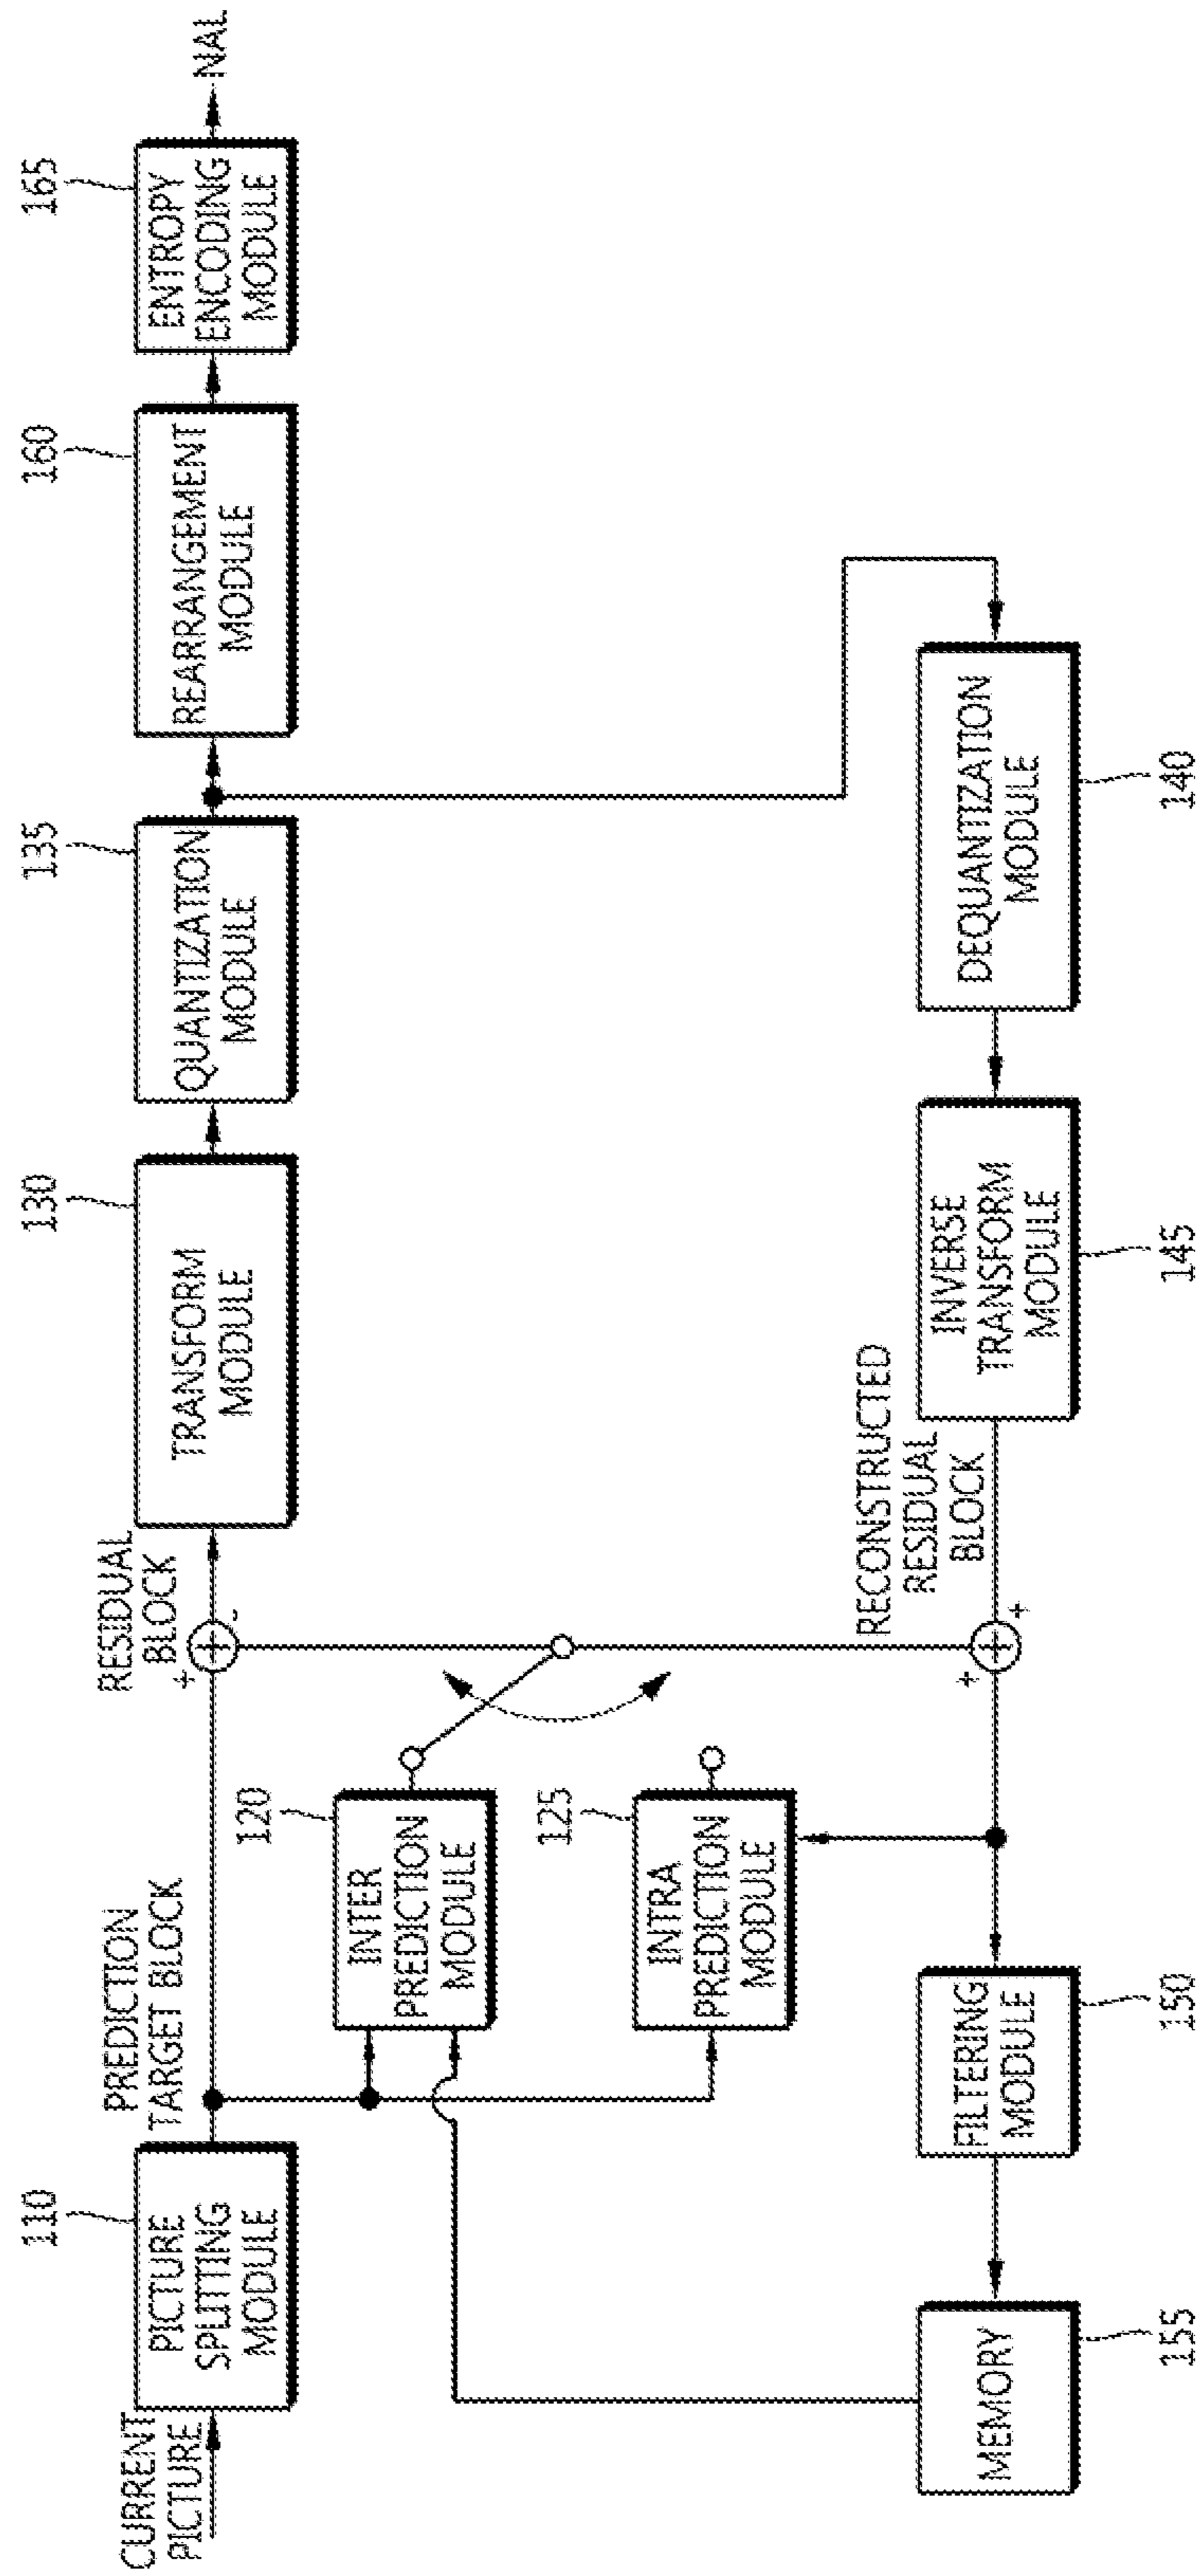 CURRENT
PICTURE
110
PICTURE
SPLITTING
MODULE
PREDICTION
TARGET BLOCK
RESIDUAL
BLOCK
+
-
130
TRANSFORM
MODULE
135
QUANTIZATION
MODULE
160
REARRANGEMENT
MODULE
165
ENTROPY
ENCODING
MODULE
NAL
120
INTER
PREDICTION
MODULE
125
INTRA
PREDICTION
MODULE
MEMORY
155
FILTERING
MODULE
150
+
+
RECONSTRUCTED
RESIDUAL
BLOCK
INVERSE
TRANSFORM
MODULE
145
DEQUANTIZATION
MODULE
140